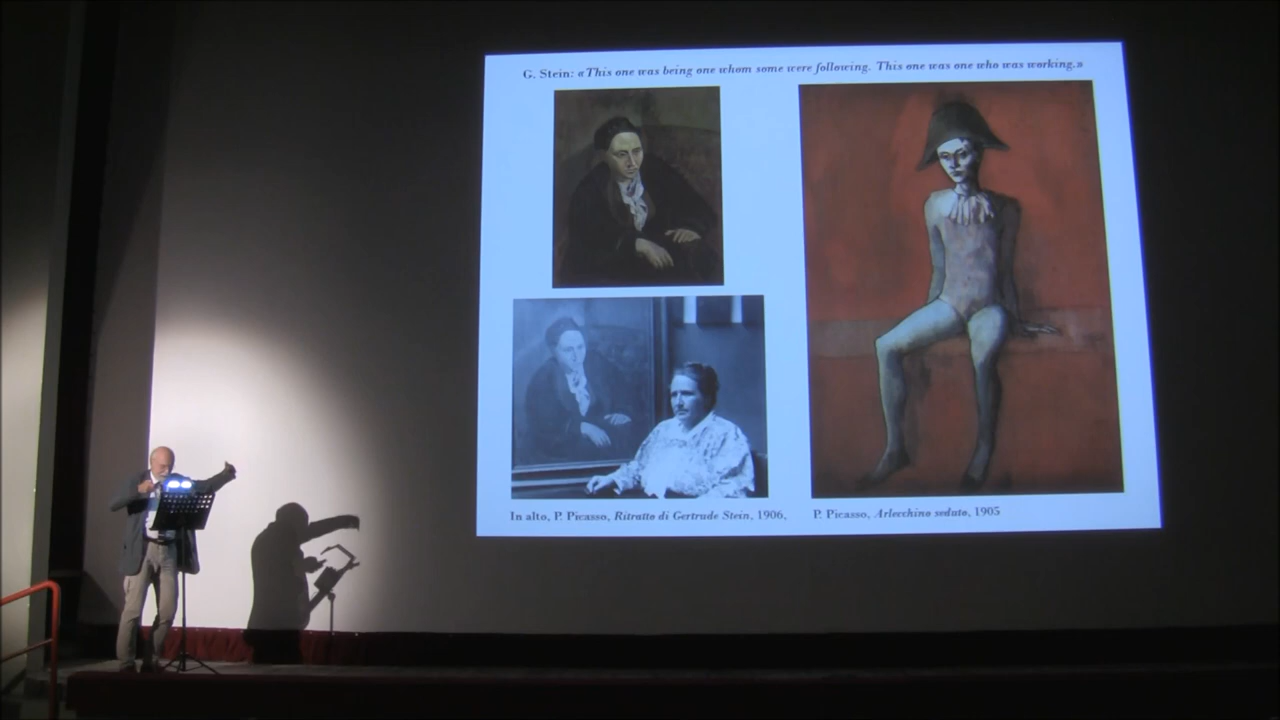 G. Stein: «This one was being one whom some were following. This one was one who was working.»
In alto, P. Picasso, Ritratto di Gertrude Stein, 1906.
P. Picasso, Arlecchino seduto, 1905